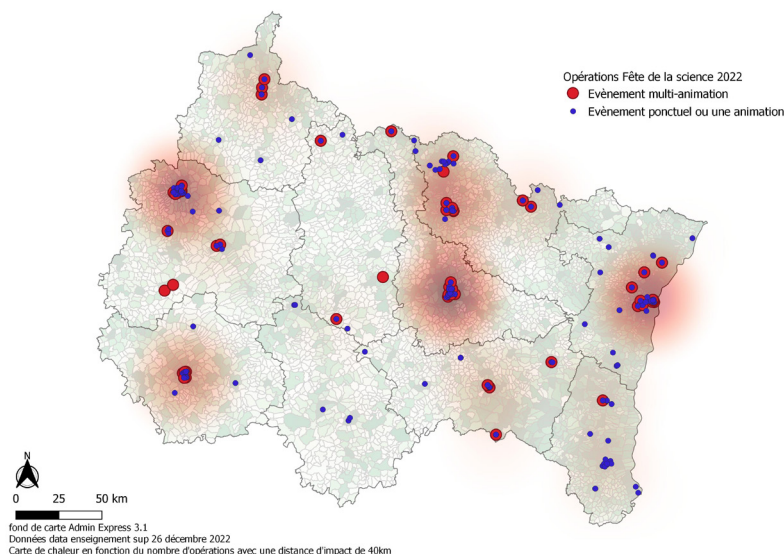 Opérations Fête de la science 2022
Evènement multi-animation
Evènement ponctuel ou une animation
N
0 25 50 km
fond de carte Admin Express 3.1
Données data enseignement sup 26 décembre 2022
Carte de chaleur en fonction du nombre d'opérations avec une distance d'impact de 40km